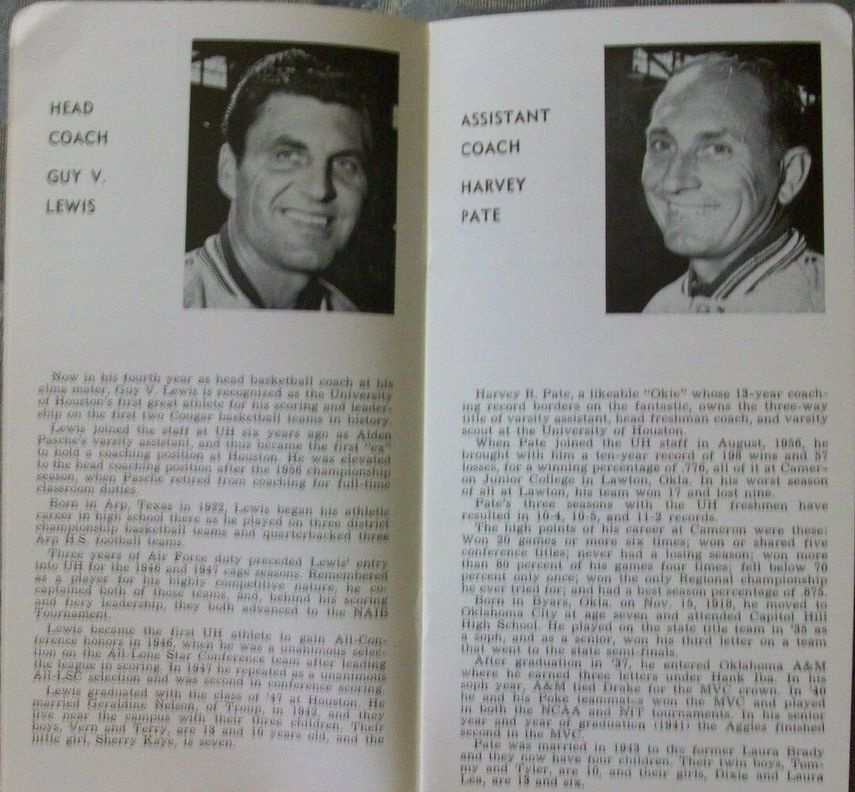 HEAD
COACH
GUY V.
LEWIS
Now in his fourth year as head basketball coach at his
alma mater, Guy V. Lewis is recognized as the University
of Houston's first great athlete for his scoring and leader-
ship on the first two Cougar basketball teams in history.
Lewis joined the staff at UH six years ago as Alden
Pasche's varsity assistant, and thus became the first "ex"
to hold a coaching position at Houston. He was elevated
to the head coaching position after the 1956 championship
season, when Pasche retired from coaching for full-time
classroom duties.
Born in Arp, Texas in 1922, Lewis began his athletic
career in high school there as he played on three district
championship basketball teams and quarterbacked three
Arp H.S. football teams.
Three years of Air Force duty preceded Lewis' entry
into UH for the 1946 and 1947 cage seasons. Remembered
as a player for his highly competitive nature, he co-
captained both of those teams, and, behind his scoring
and fiery leadership, they both advanced to the NAIB
Tournament.
Lewis became the first UH athlete to gain All-Con-
ference honors in 1946, when he was a unanimous selec-
tion on the All-Lone Star Conference team after leading
the league in scoring. In 1947 he repeated as a unanimous
All-LSC selection and was second in conference scoring.
Lewis graduated with the class of '47 at Houston. He
married Geraldine Nelson, of Troup, in 1942 and they
live near the campus with their three children. Their
boys, Vern and Terry, are 13 and 10 years old, and the
little girl, Sherry Kaye, is seven.
ASSISTANT
COACH
HARVEY
PATE
Harvey R. Pate, a likeable "Okie" whose 13-year coach-
ing record borders on the fantastic, owns the three-way
title of varsity assistant, head freshman coach, and varsity
scout at the University of Houston.
When Pate joined the UH staff in August, 1956, he
brought with him a ten-year record of 198 wins and 57
losses, for a winning percentage of .776, all of it at Camer-
on Junior College in Lawton, Okla. In his worst season
of all at Lawton, his team won 17 and lost nine.
Pate's three seasons with the UH freshmen have
resulted in 10-4, 10-5, and 11-2 records.
The high points of his career at Cameron were these:
Won 20 games or more six times; won or shared five
conference titles; never had a losing season; won more
than 80 percent of his games four times; fell below 70
percent only once; won the only Regional championship
he ever tried for; and had a best season percentage of .875.
Born in Byars, Okla. on Nov. 15, 1918, he moved to
Oklahoma City at age seven and attended Capitol Hill
High School. He played on the state title team in '35 as
a soph, and as a senior, won his third letter on a team
that went to the state semi-finals.
After graduation in '37, he entered Oklahoma A&M
where he earned three letters under Hank Iba. In his
soph year, A&M tied Drake for the MVC crown. In '40
he and his Poke teammates won the MVC and played
in both the NCAA and NIT tournaments. In his senior
year and year of graduation (1941) the Aggies finished
second in the MVC.
Pate was married in 1943 to the former Laura Brady
and they now have four children. Their twin boys, Tom-
my and Tyler, are 10, and their girls, Dixie and Laura
Lea, are 13 and six.